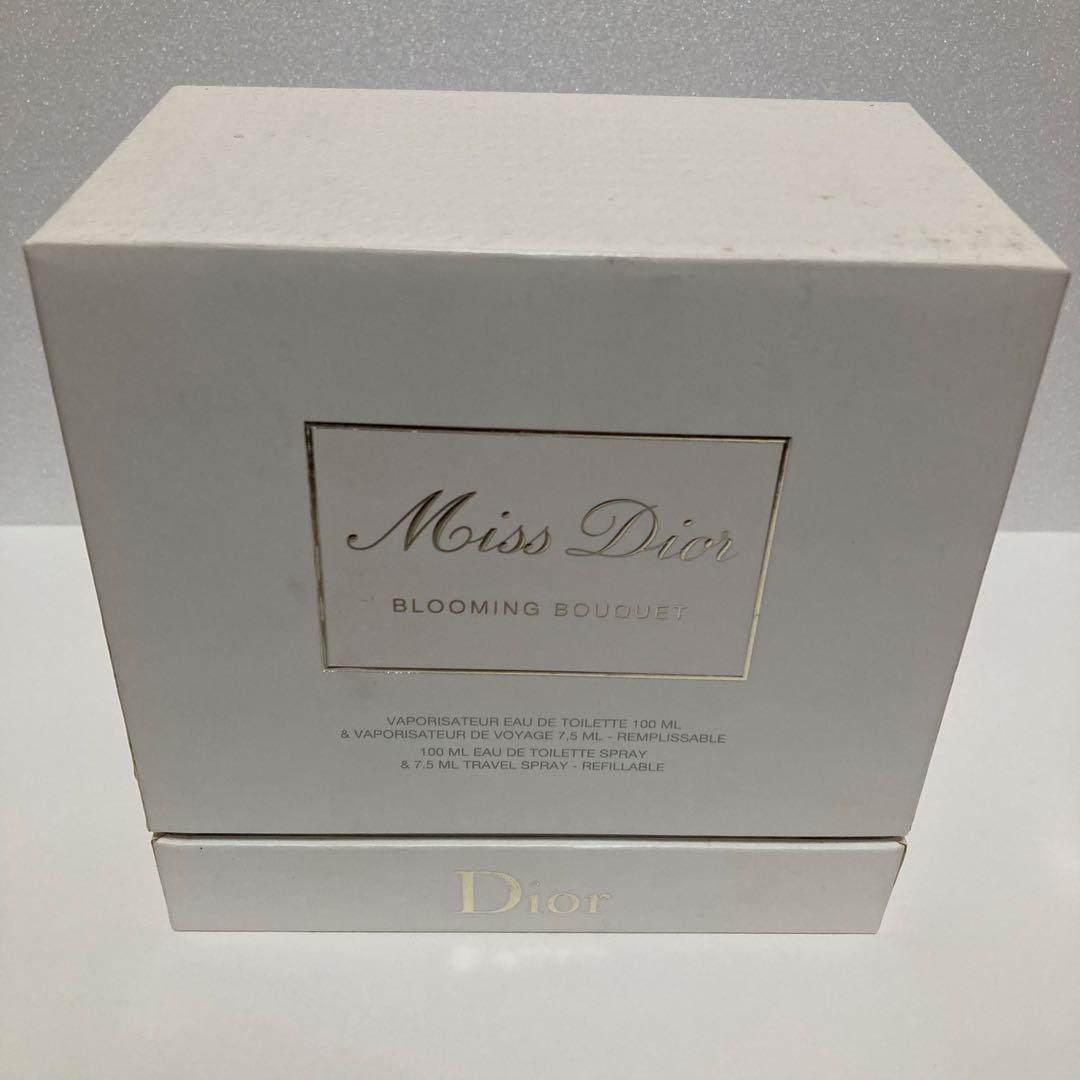 Miss Dior
BLOOMING BOUQUET
VAPORISATEUR EAU DE TOILETTE 100 ML
& VAPORISATEUR DE VOYAGE 7,5 ML - REMPLISSABLE
100 ML EAU DE TOILETTE SPRAY
& 7.5 ML TRAVEL SPRAY - REFILLABLE
Dior